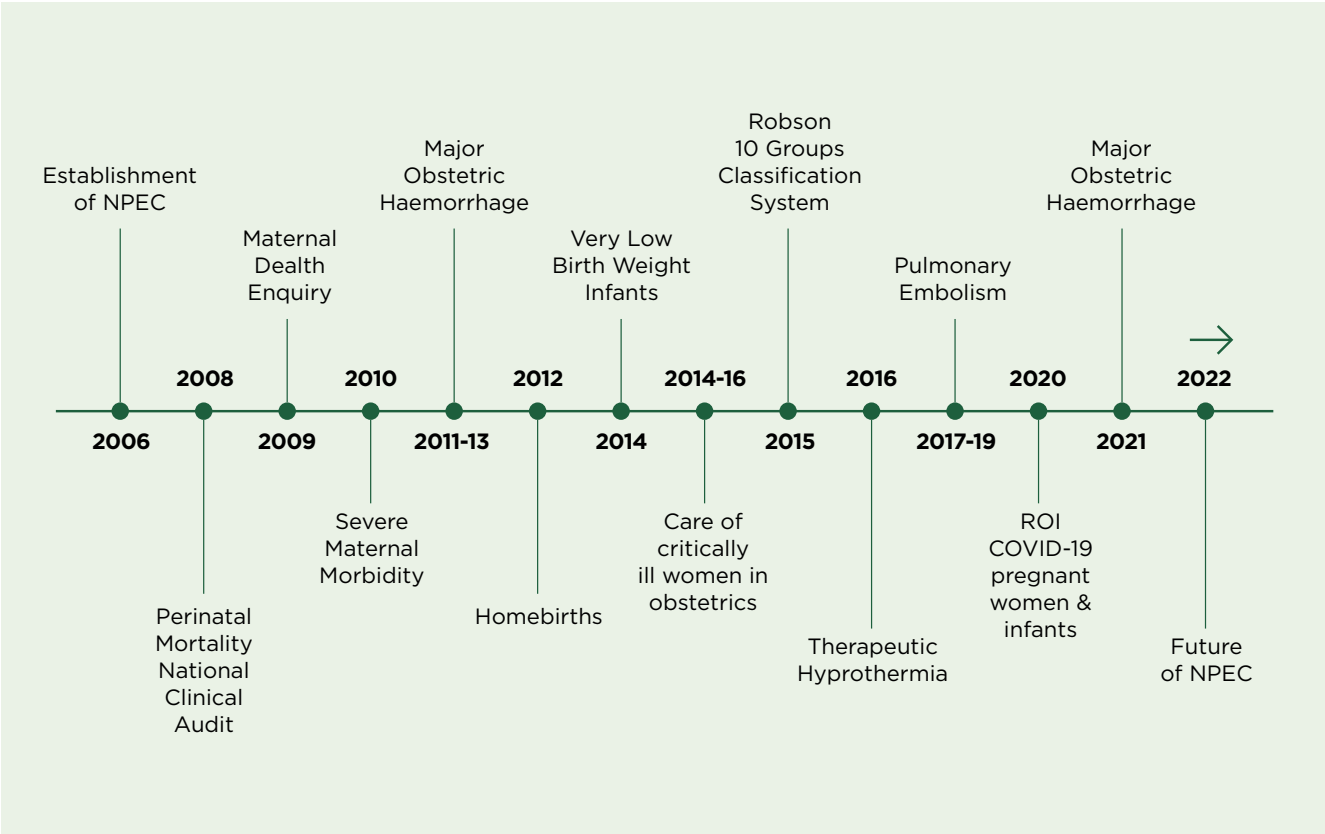 Establishment
of NPEC
2006
2008
Perinatal
Mortality
National
Clinical
Audit
Maternal
Dealth
Enquiry
2009
2010
Severe
Maternal
Morbidity
Major
Obstetric
Haemorrhage
2011-13
2012
Homebirths
Very Low
Birth Weight
Infants
2014
2014-16
Care of
critically
ill women in
obstetrics
Robson
10 Groups
Classification
System
2015
2016
Therapeutic
Hyprothermia
Pulmonary
Embolism
2017-19
2020
ROI
COVID-19
pregnant
women &
infants
Major
Obstetric
Haemorrhage
2021
2022
Future
of NPEC